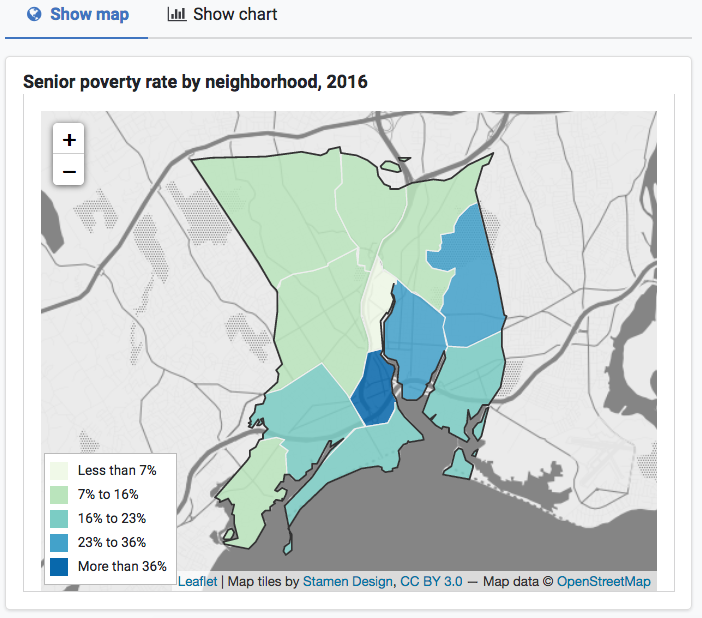 Show map Show chart
Senior poverty rate by neighborhood, 2016
+
−
Less than 7%
7% to 16%
16% to 23%
23% to 36%
More than 36%
Leaflet | Map tiles by Stamen Design, CC BY 3.0 — Map data © OpenStreetMap